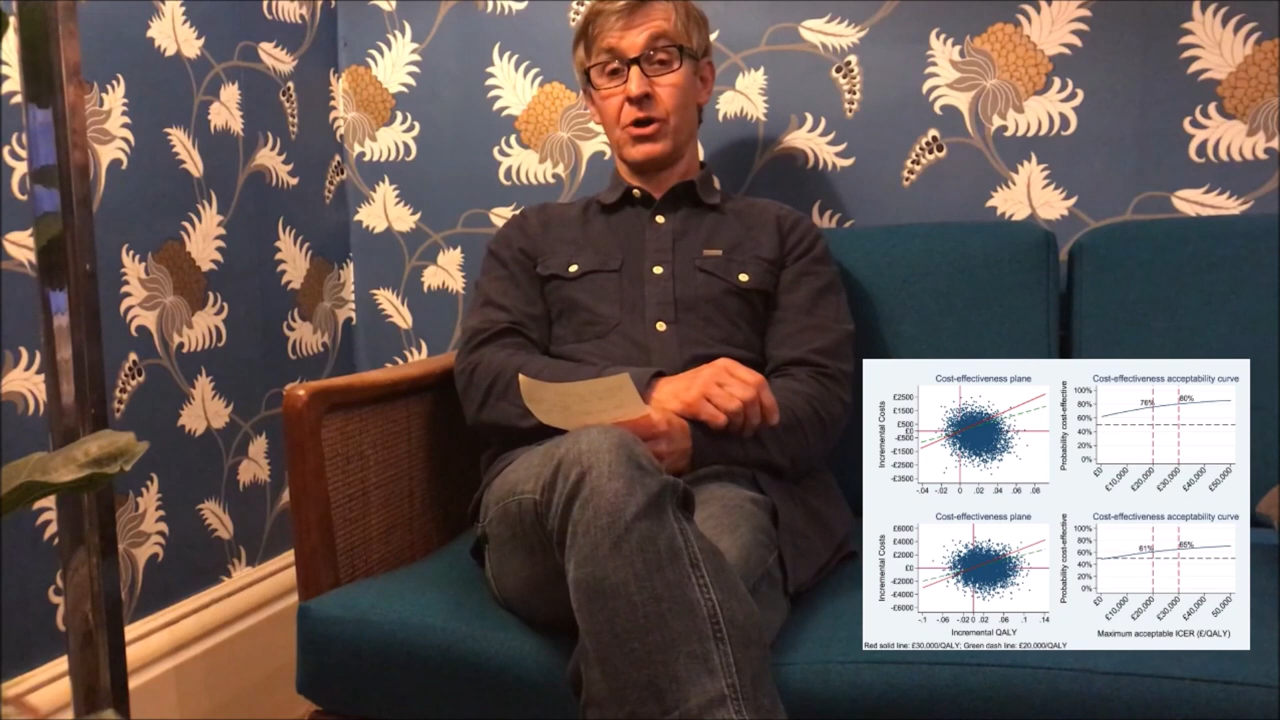 Cost-effectiveness plane
Incremental Costs
£2500
£1500
£500
£0
-£500
-£1500
-£2500
-£3500
-.04 -.02 0 .02 .04 .06 .08
Cost-effectiveness acceptability curve
Probability cost-effective
100%
80%
60%
40%
20%
0%
76% 80%
£0 £10,000 £20,000 £30,000 £40,000 £50,000
Cost-effectiveness plane
Incremental Costs
£6000
£4000
£2000
£0
-£2000
-£4000
-£6000
-.1 -.06 -.02 0 .02 .06 .1 .14
Incremental QALY
Cost-effectiveness acceptability curve
Probability cost-effective
100%
80%
60%
40%
20%
0%
61% 65%
£0 £10,000 £20,000 £30,000 £40,000 50,000
Maximum acceptable ICER (£/QALY)
Red solid line: £30,000/QALY; Green dash line: £20,000/QALY